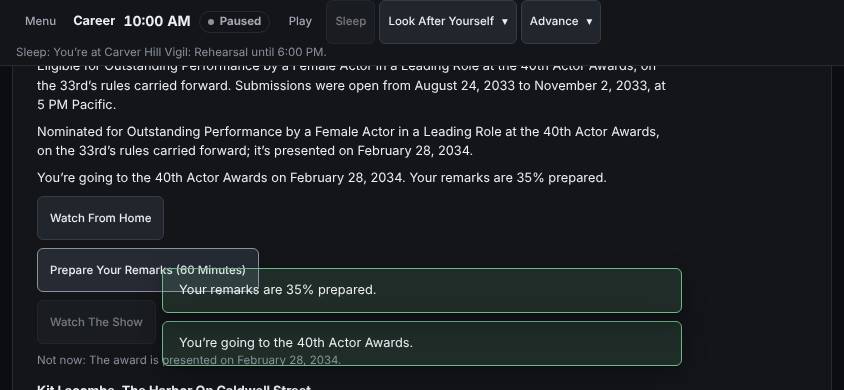 Menu Career 10:00 AM Paused Play Sleep Look After Yourself ▾ Advance ▾
Sleep: You're at Carver Hill Vigil: Rehearsal until 6:00 PM.
Eligible for Outstanding Performance by a Female Actor in a Leading Role at the 40th Actor Awards, on
the 33rd's rules carried forward. Submissions were open from August 24, 2033 to November 2, 2033, at
5 PM Pacific.
Nominated for Outstanding Performance by a Female Actor in a Leading Role at the 40th Actor Awards,
on the 33rd's rules carried forward; it's presented on February 28, 2034.
You're going to the 40th Actor Awards on February 28, 2034. Your remarks are 35% prepared.
Watch From Home
Prepare Your Remarks (60 Minutes)
Your remarks are 35% prepared.
Watch The Show
You're going to the 40th Actor Awards.
Not now: The award is presented on February 28, 2034.
Kit Lacombe, The Harbor On Caldwell Street